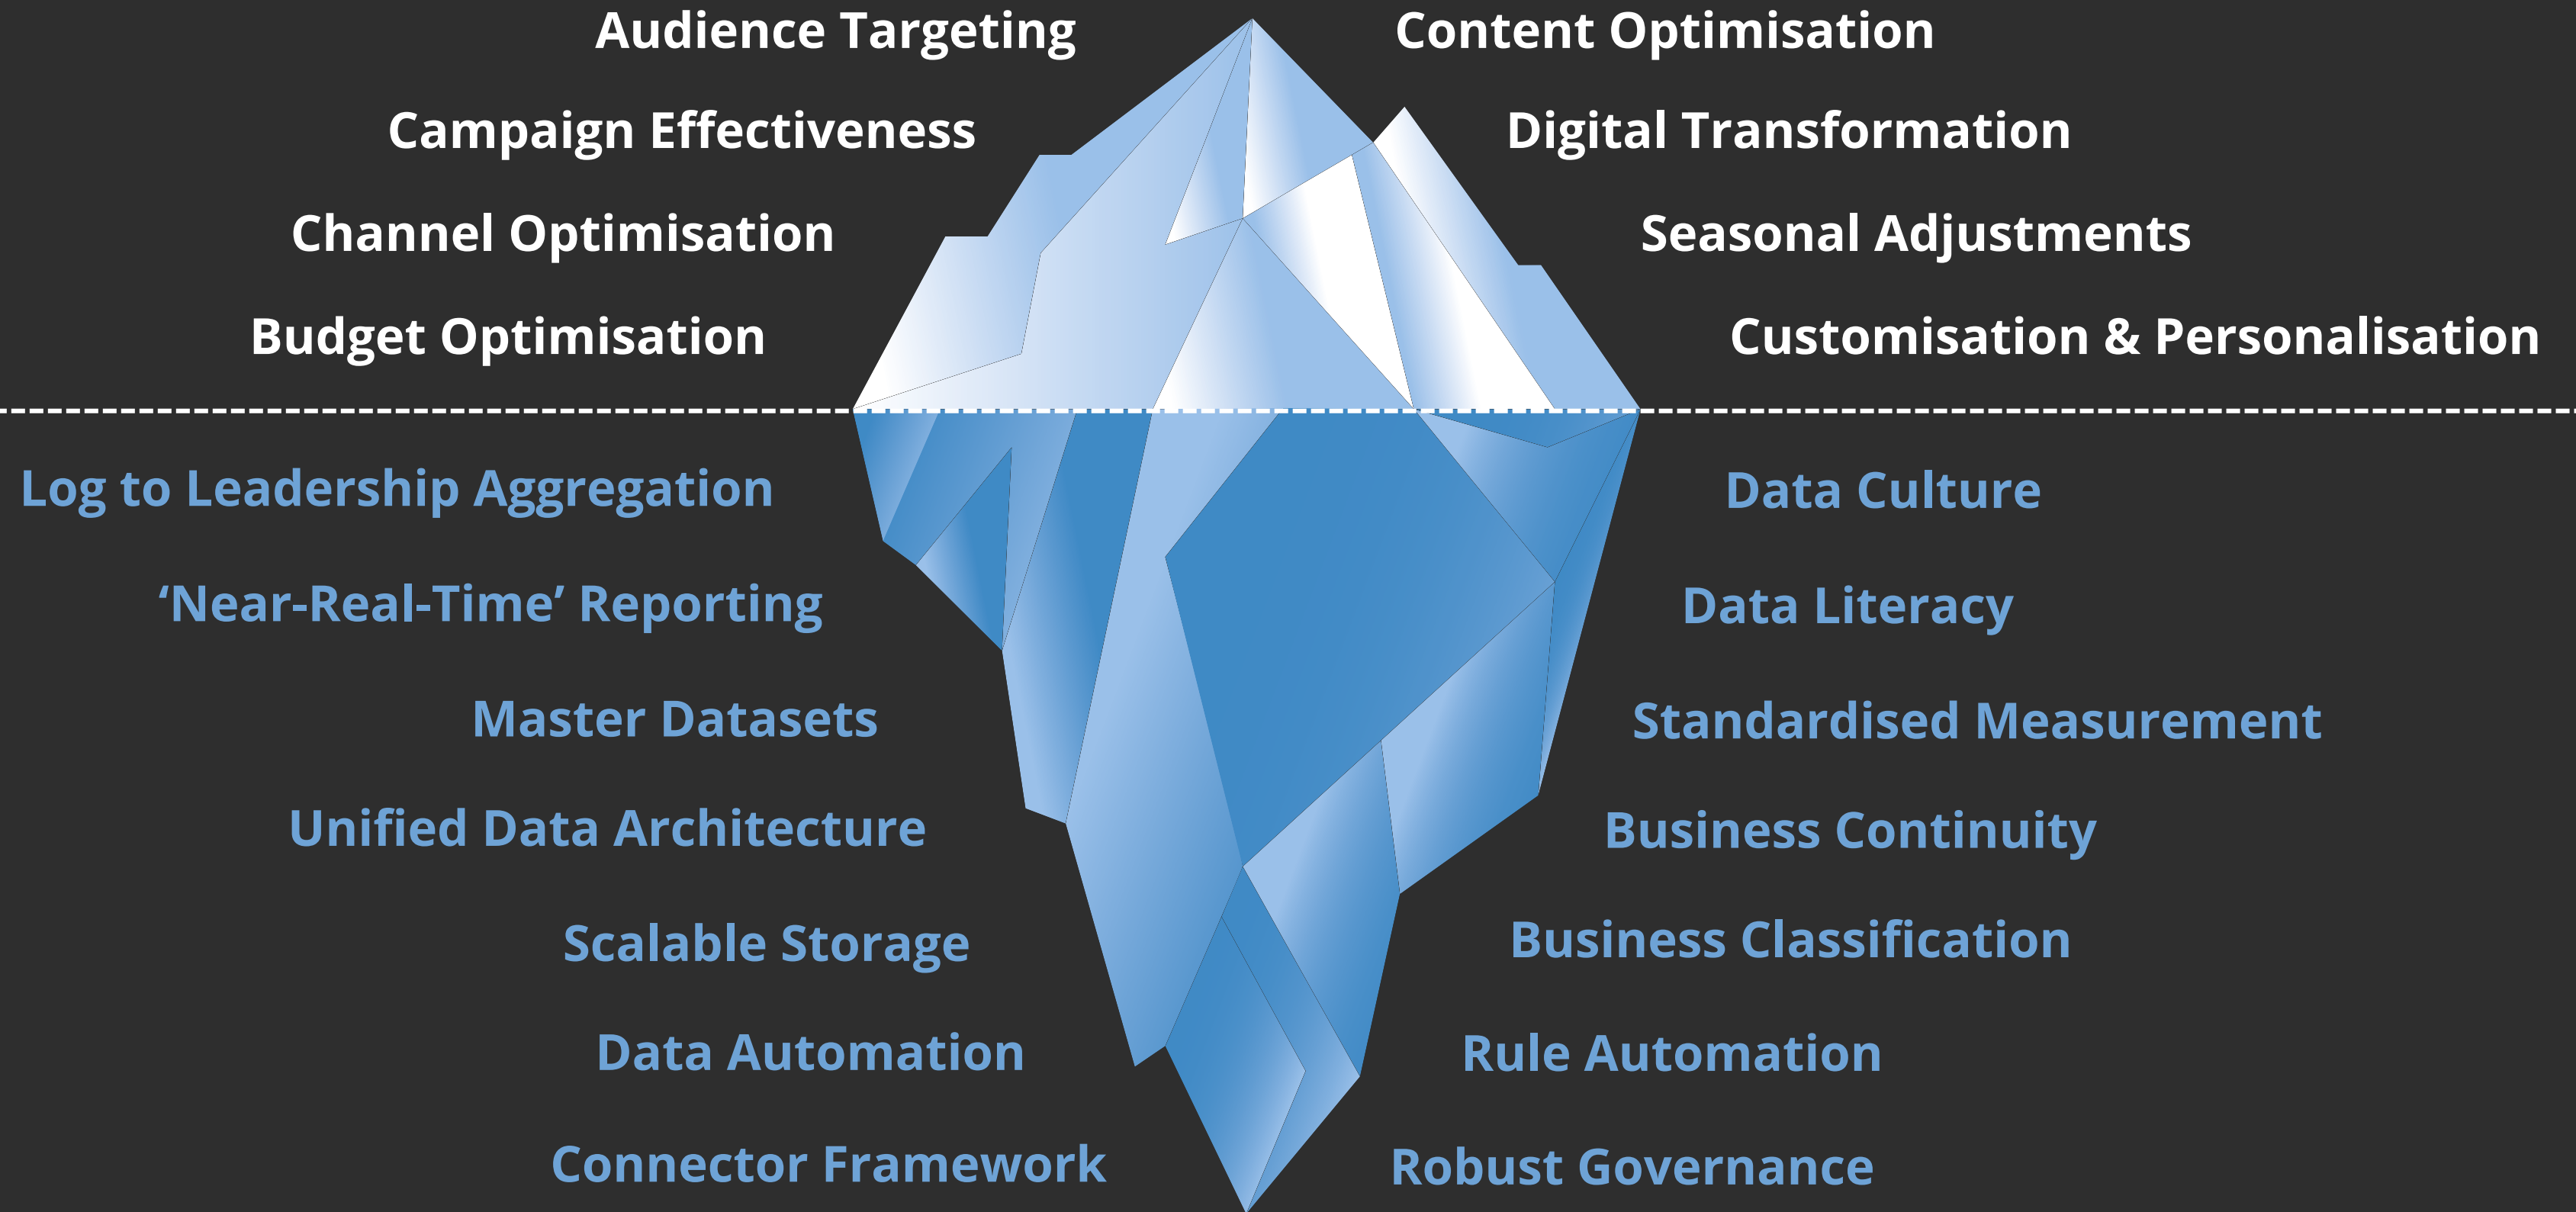 Audience Targeting
Content Optimisation
Campaign Effectiveness
Digital Transformation
Channel Optimisation
Seasonal Adjustments
Budget Optimisation
Customisation & Personalisation
Log to Leadership Aggregation
Data Culture
‘Near-Real-Time’ Reporting
Data Literacy
Master Datasets
Standardised Measurement
Unified Data Architecture
Business Continuity
Scalable Storage
Business Classification
Data Automation
Rule Automation
Connector Framework
Robust Governance